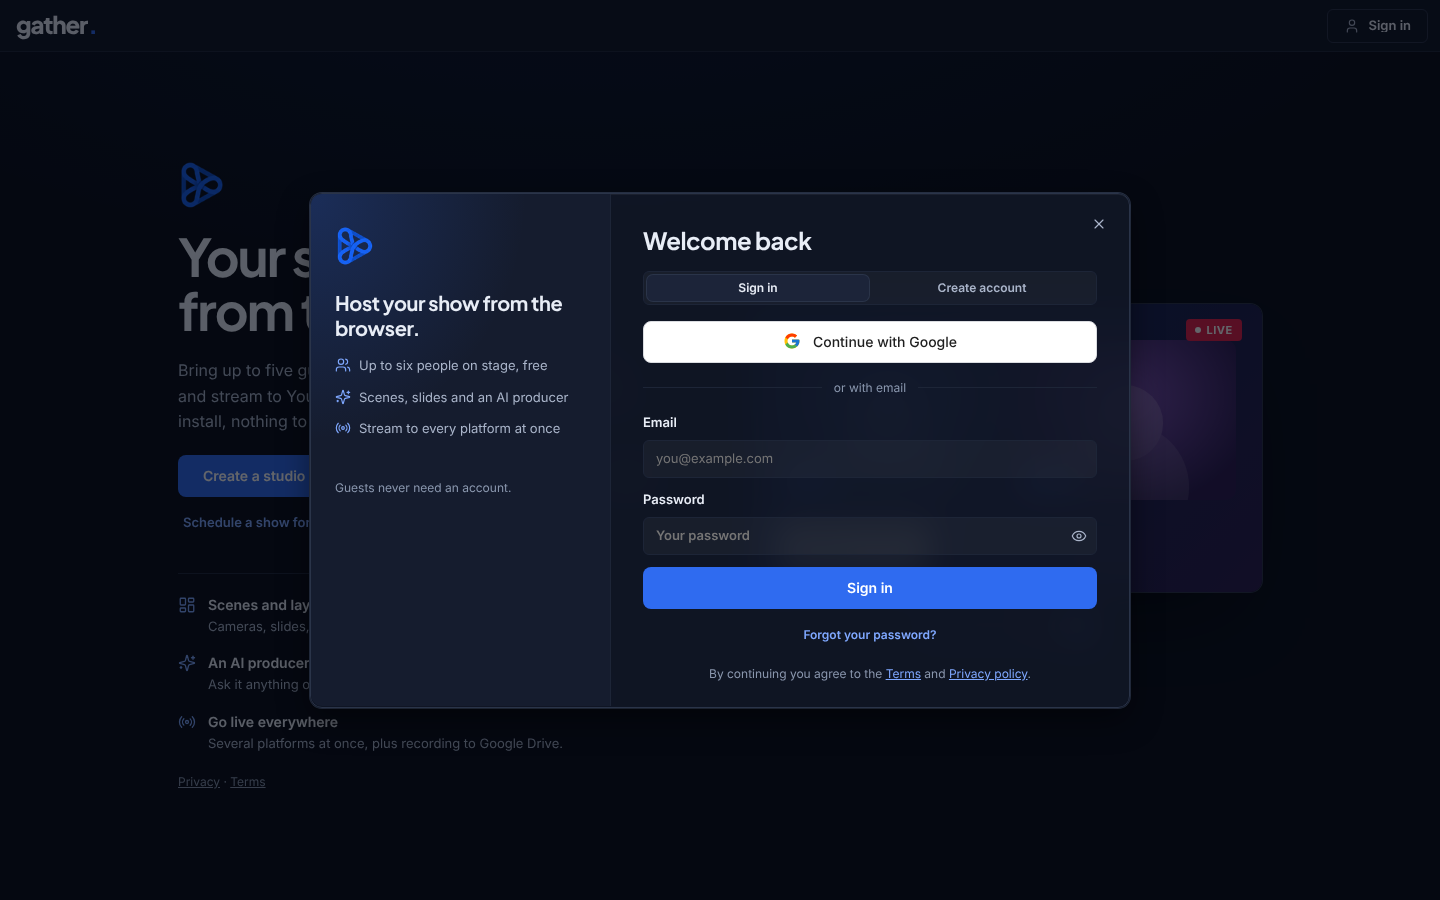 gather.
Sign in
Your s
from t
Bring up to five g
and stream to You
install, nothing to
Create a studio
Schedule a show for
Scenes and lay
Cameras, slides,
An AI producer
Ask it anything o
Go live everywhere
Several platforms at once, plus recording to Google Drive.
Privacy · Terms
LIVE
Host your show from the
browser.
Up to six people on stage, free
Scenes, slides and an AI producer
Stream to every platform at once
Guests never need an account.
Welcome back
Sign in
Create account
Continue with Google
or with email
Email
you@example.com
Password
Your password
Sign in
Forgot your password?
By continuing you agree to the Terms and Privacy policy.